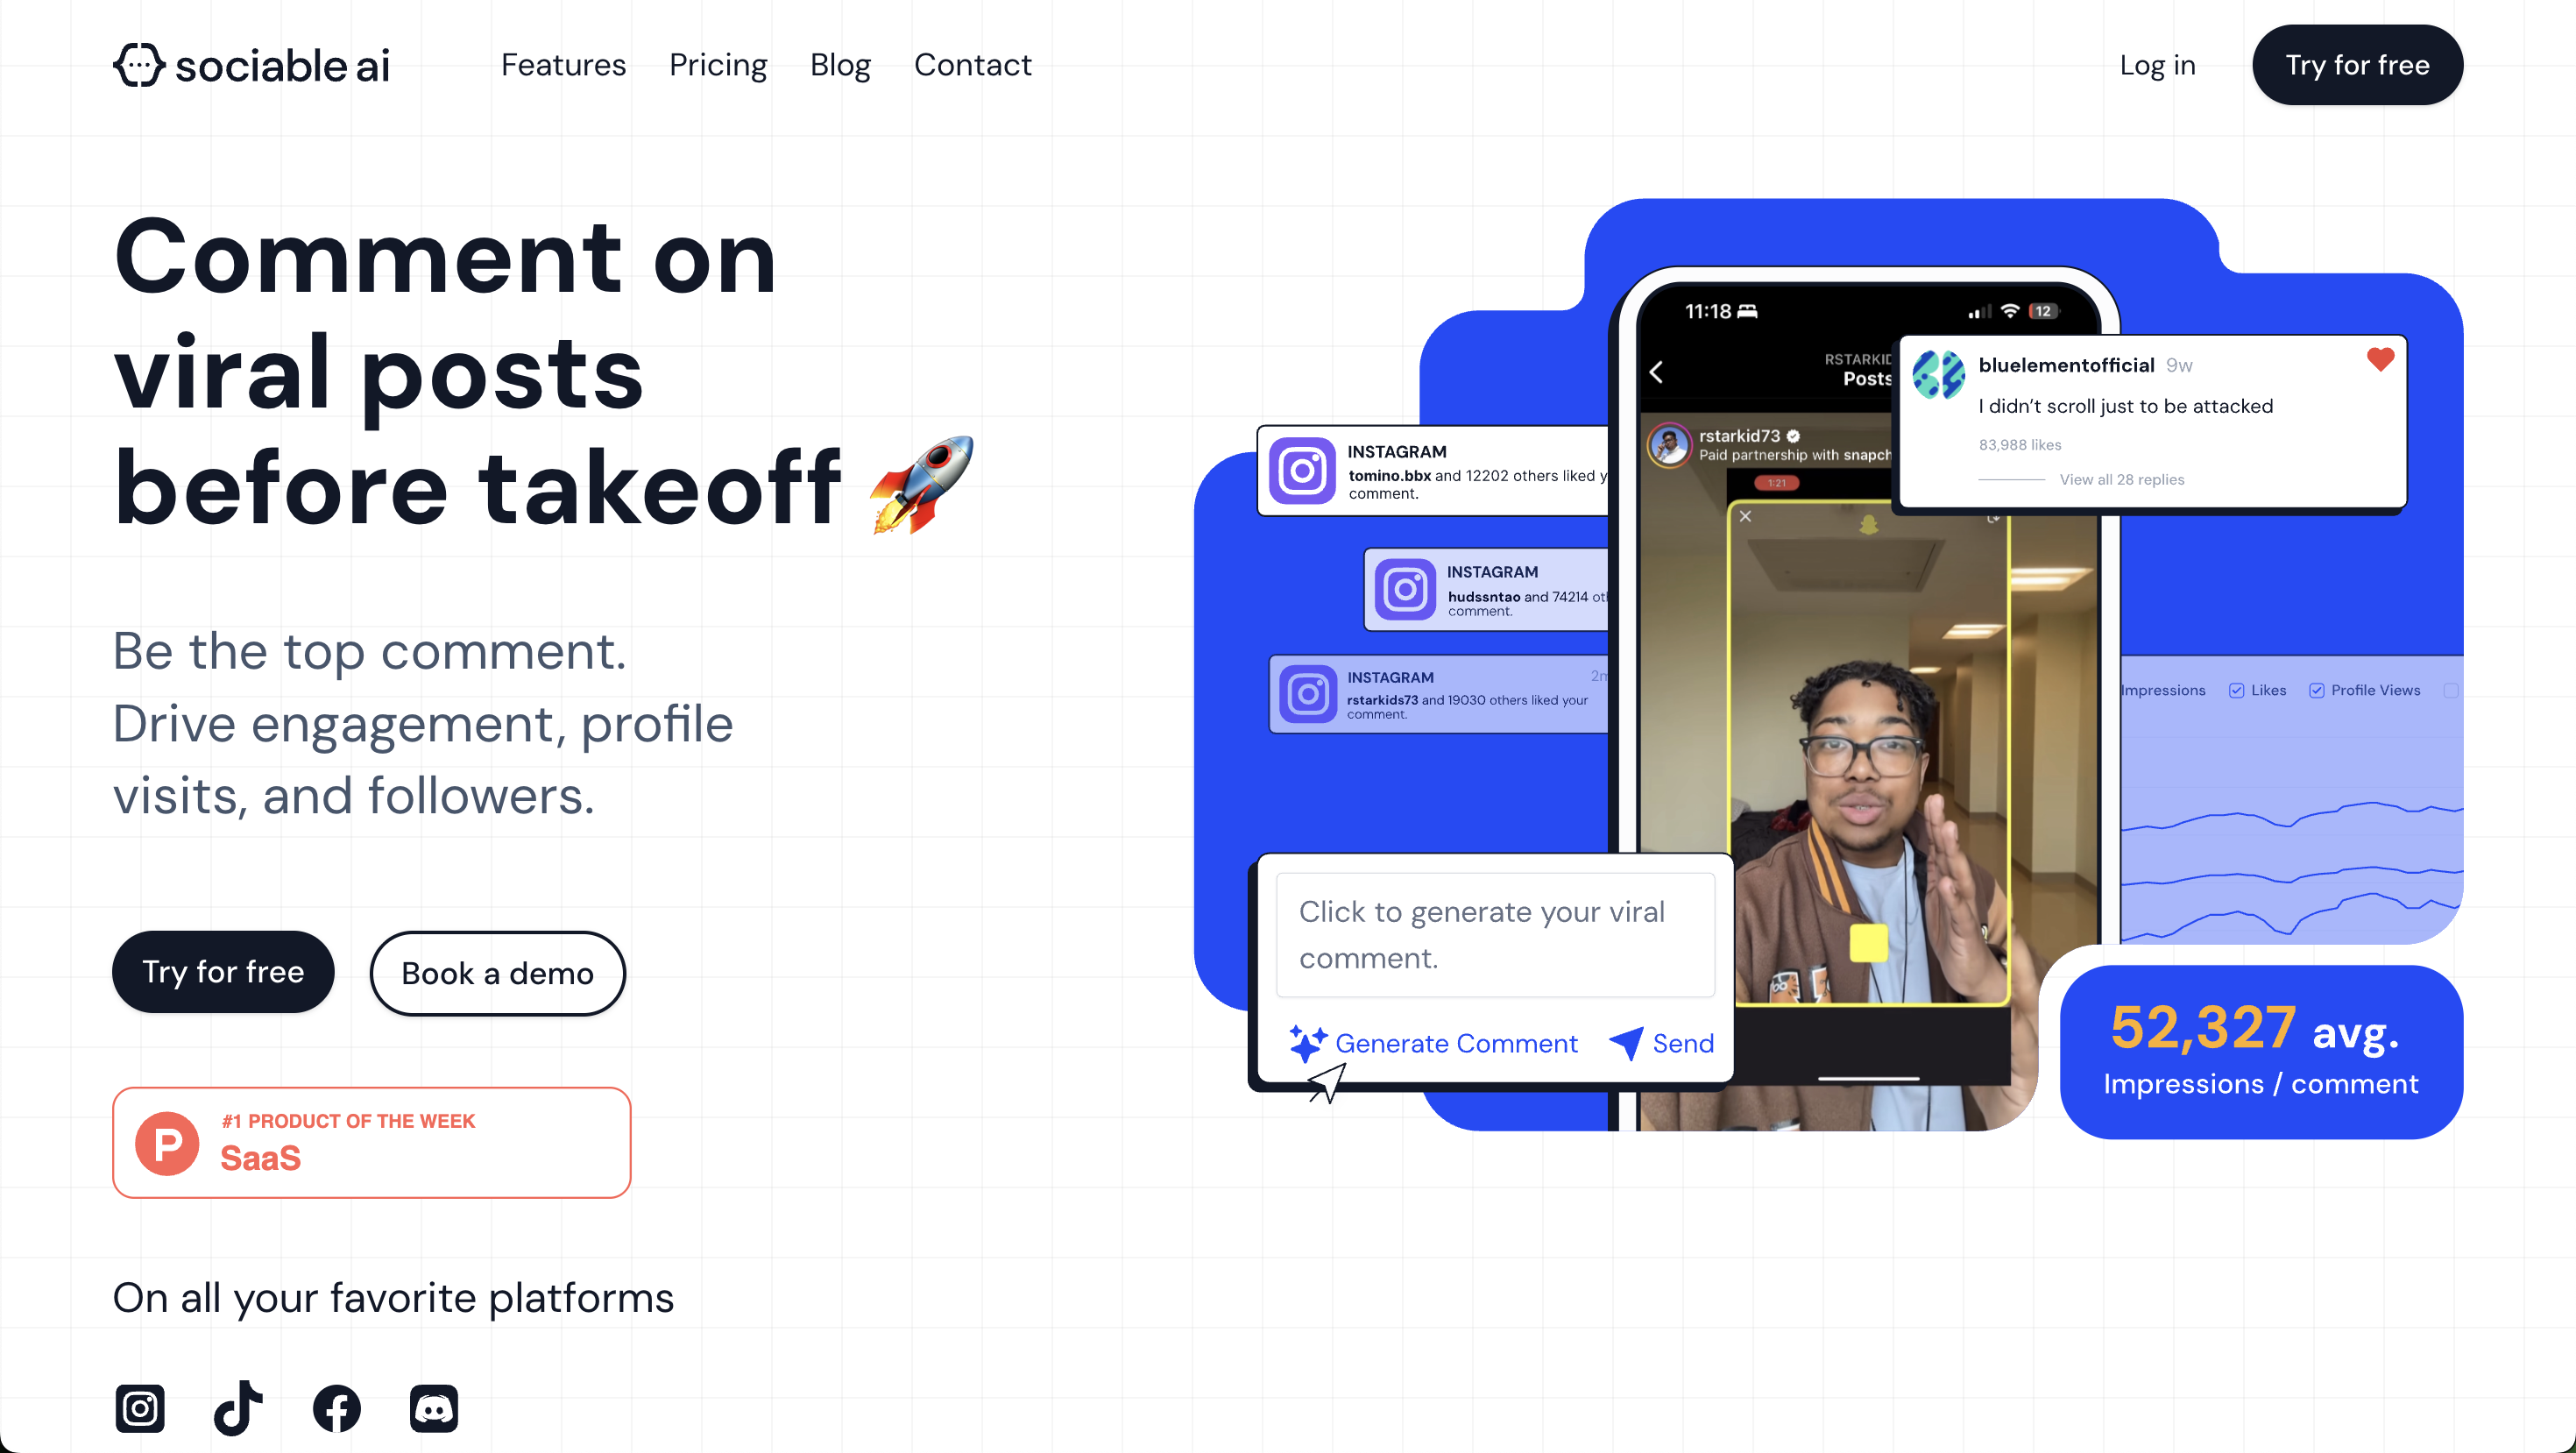 sociable ai
Features
Pricing
Blog
Contact
Log in
Try for free
Comment on
viral posts
before takeoff 🚀
Be the top comment.
Drive engagement, profile
visits, and followers.
Try for free
Book a demo
P
#1 PRODUCT OF THE WEEK
SaaS
On all your favorite platforms
INSTAGRAM
tomino.bbx and 12202 others liked y
comment.
INSTAGRAM
hudssntao and 74214 oth
comment.
INSTAGRAM
2m
rstarkids73 and 19030 others liked your
comment.
11:18
12
RSTARKID
Posts
rstarkid73
Paid partnership with snapch
1:21
bluelementofficial 9w
I didn’t scroll just to be attacked
83,988 likes
View all 28 replies
Impressions
Likes
Profile Views
Click to generate your viral
comment.
Generate Comment
Send
52,327 avg.
Impressions / comment